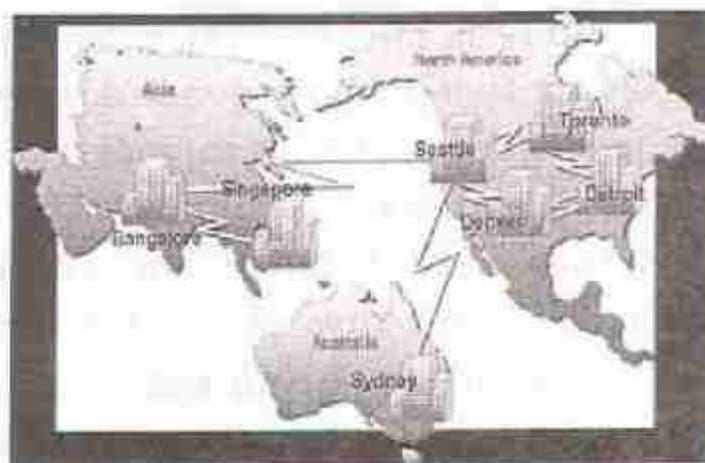 North America
Asia
Toronto
Seattle
Singapore
Detroit
Denver
Bangalore
Australia
Sydney